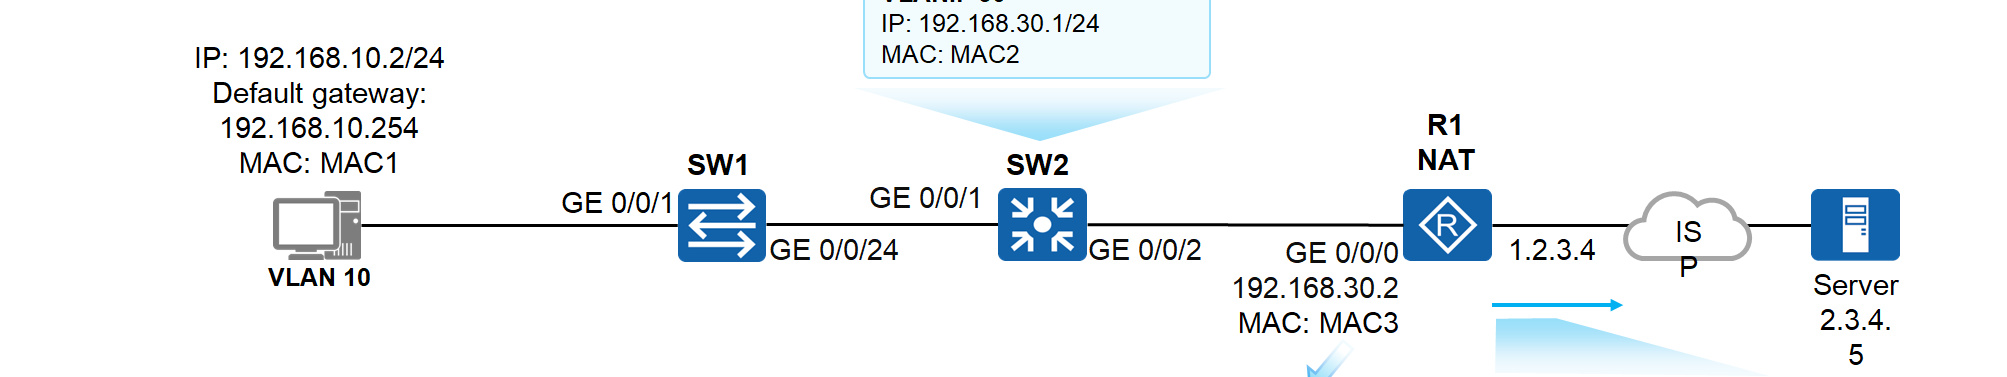 IP: 192.168.30.1/24
MAC: MAC2
IP: 192.168.10.2/24
Default gateway:
192.168.10.254
MAC: MAC1
VLAN 10
SW1
GE 0/0/1
GE 0/0/24
SW2
GE 0/0/1
GE 0/0/2
R1
NAT
R
GE 0/0/0
192.168.30.2
MAC: MAC3
1.2.3.4
IS
P
Server
2.3.4.
5